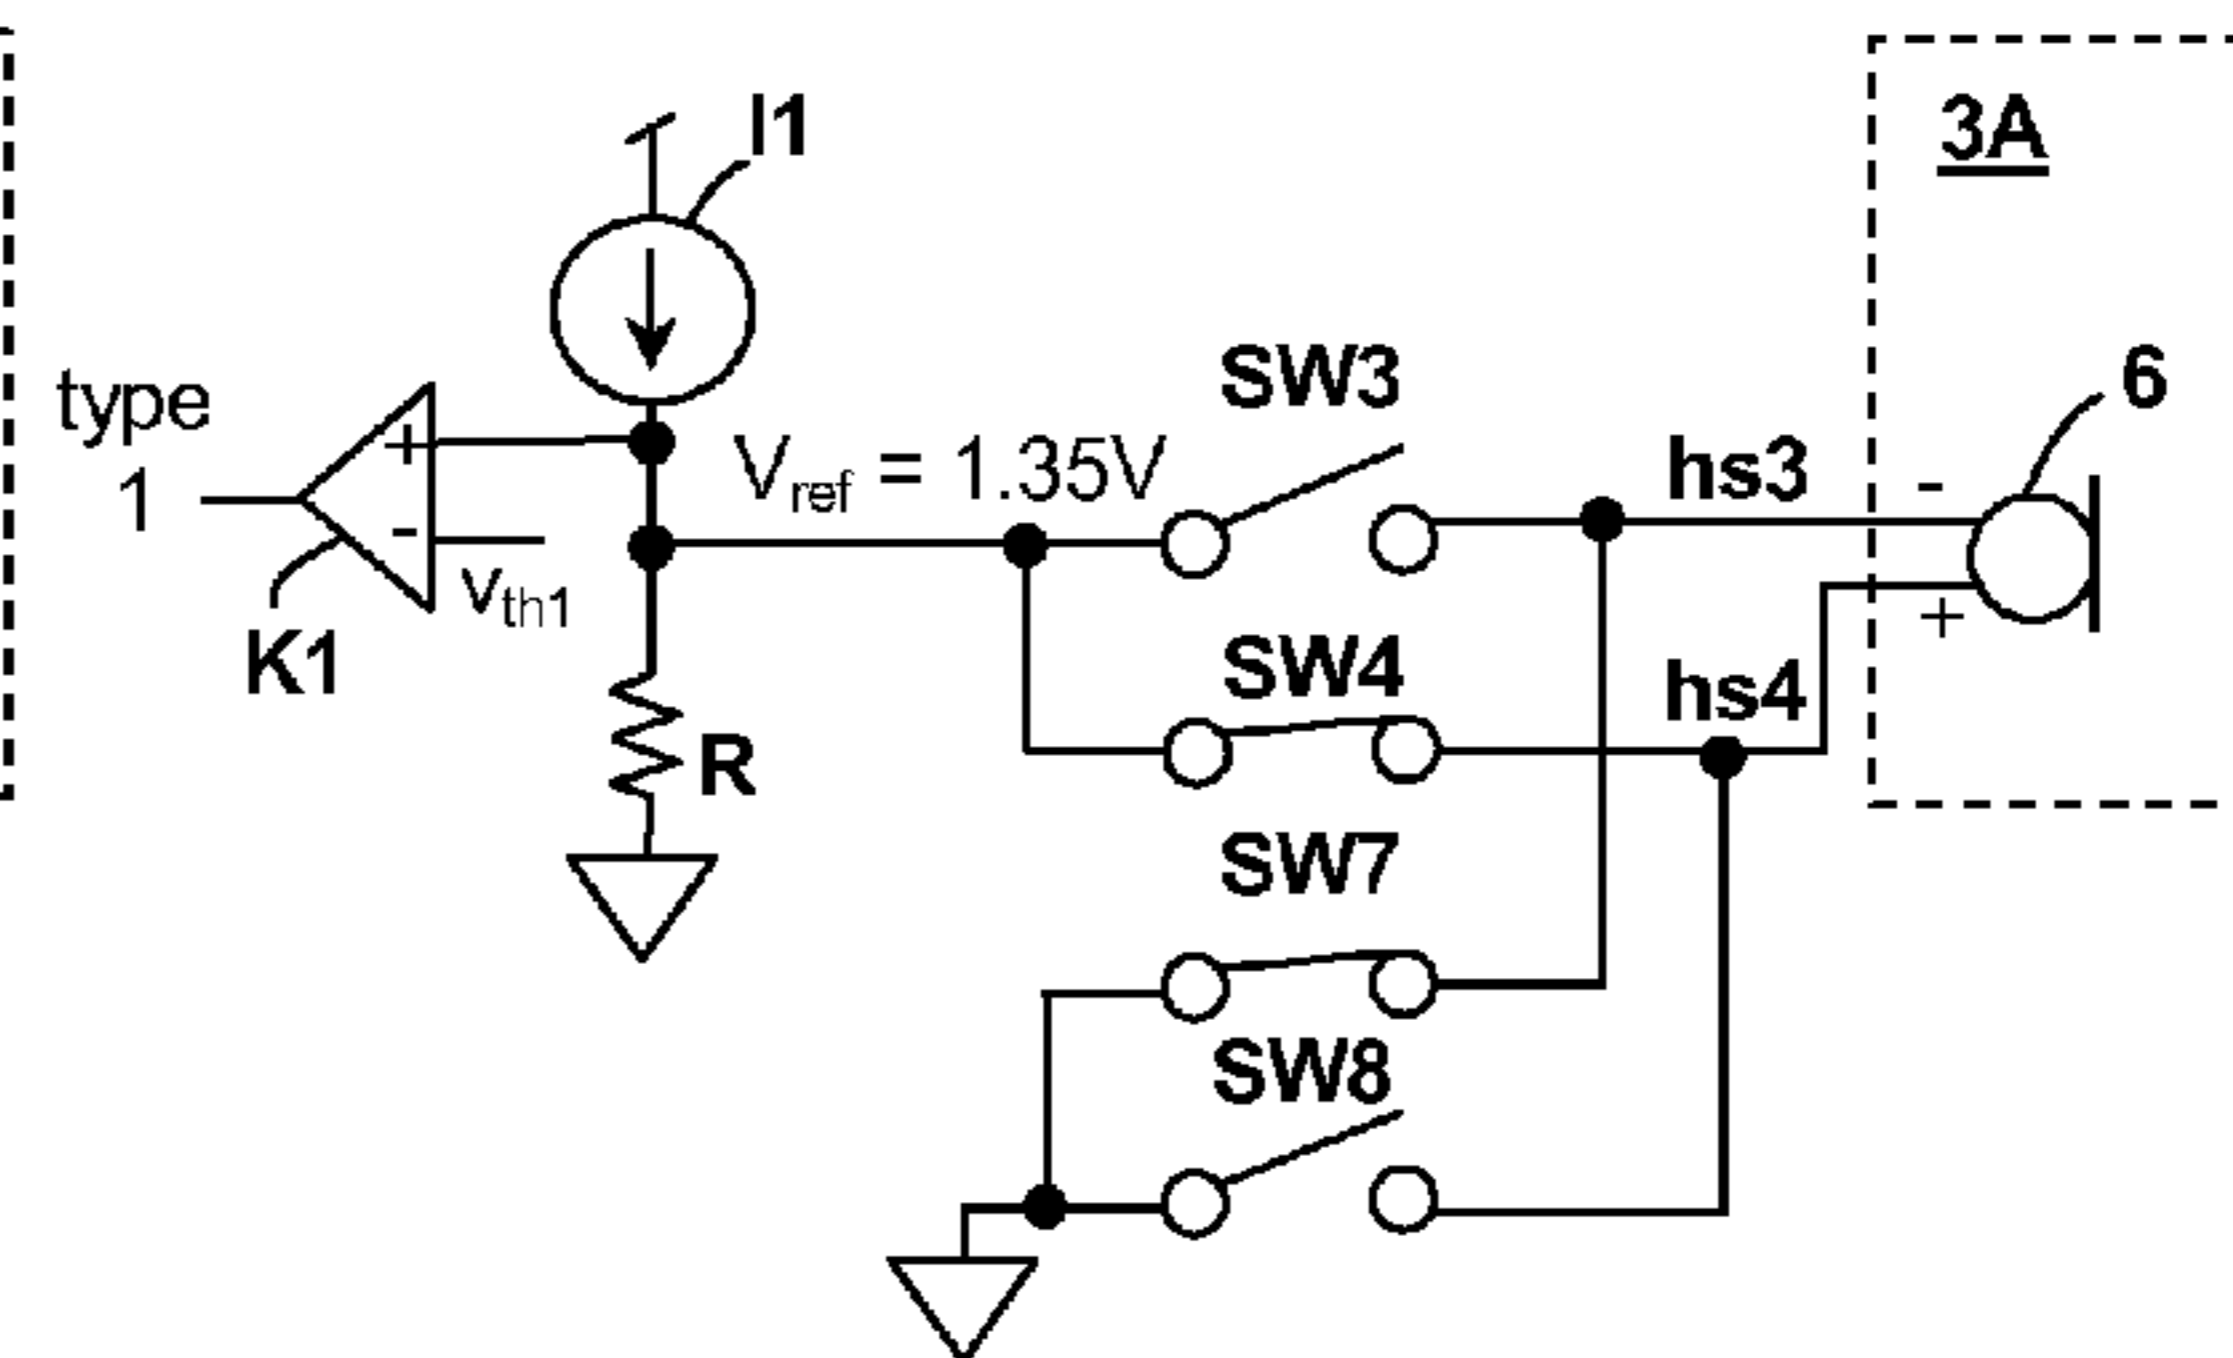 I1
3A
type
1
+
-
Vref = 1.35V
SW3
hs3
-
6
vth1
+
K1
SW4
hs4
R
SW7
SW8